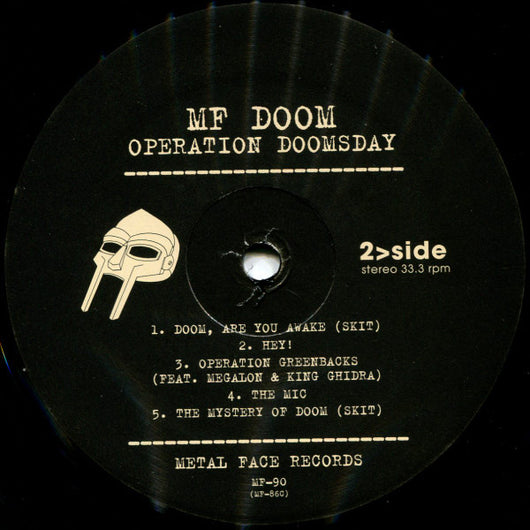 MF DOOM
OPERATION DOOMSDAY
2>side
stereo 33.3 rpm
1. DOOM, ARE YOU AWAKE (SKIT)
2. HEY!
3. OPERATION GREENBACKS
(FEAT. MEGALON & KING GHIDRA)
4. THE MIC
5. THE MYSTERY OF DOOM (SKIT)
METAL FACE RECORDS
MF-90
(MF-86C)